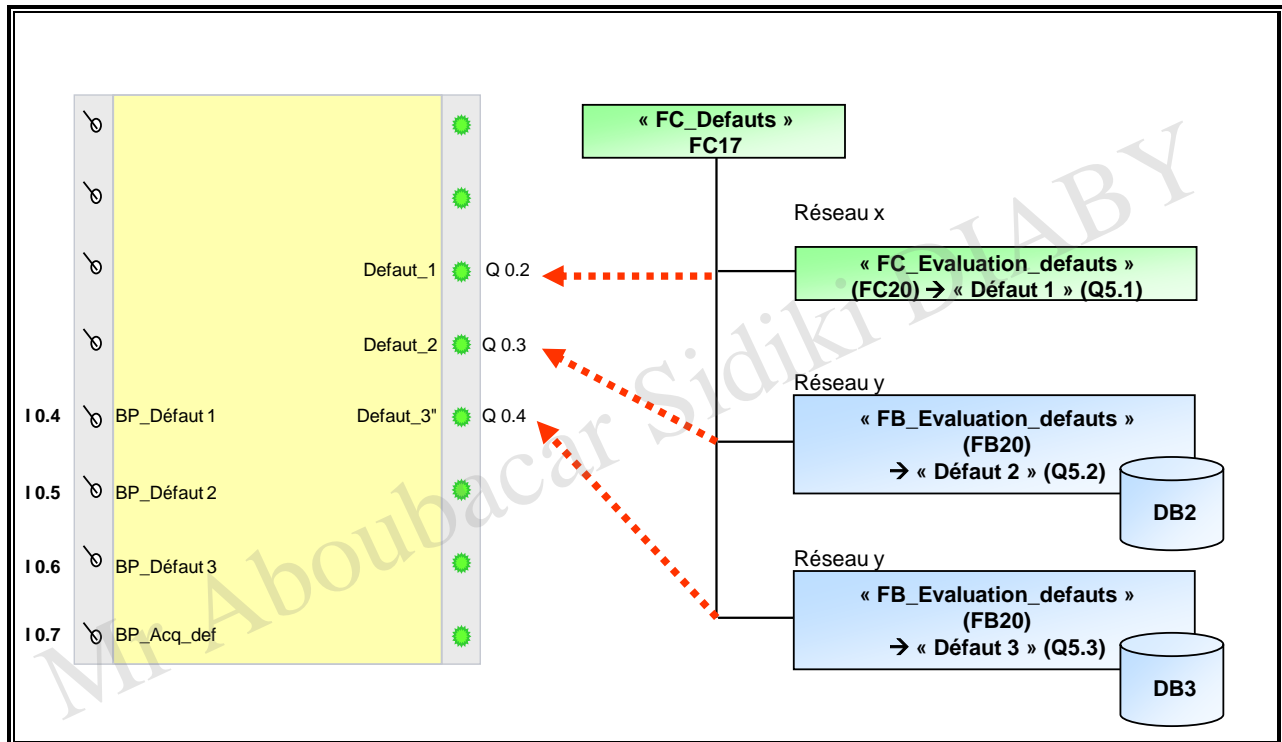 « FC_Defauts »
FC17
Réseau x
Defaut_1
Q 0.2
« FC_Evaluation_defauts »
(FC20) → « Défaut 1 » (Q5.1)
Defaut_2
Q 0.3
Réseau y
I 0.4
BP_Défaut 1
Defaut_3"
Q 0.4
« FB_Evaluation_defauts »
(FB20)
→ « Défaut 2 » (Q5.2)
DB2
I 0.5
BP_Défaut 2
I 0.6
BP_Défaut 3
Réseau y
« FB_Evaluation_defauts »
(FB20)
→ « Défaut 3 » (Q5.3)
DB3
I 0.7
BP_Acq_def
Mr Aboubacar Sidiki DIABY